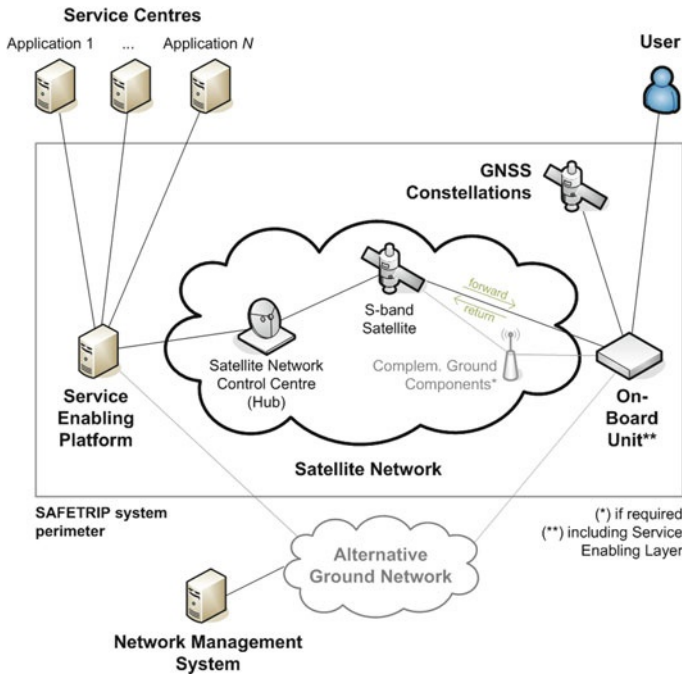 Service Centres
Application 1 ... Application N
User
GNSS
Constellations
forward
return
S-band
Satellite
Satellite Network
Control Centre
(Hub)
Complem. Ground
Components*
Service
Enabling
Platform
On-
Board
Unit**
Satellite Network
SAFETRIP system
perimeter
(*) if required
(**) including Service
Enabling Layer
Alternative
Ground Network
Network Management
System